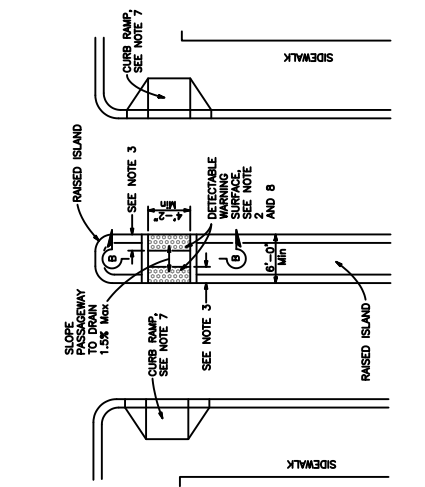 SLOPE
PASSAGEWAY
TO DRAIN
1.5% Max
CURB RAMP,
SEE NOTE 7
SEE NOTE 3
RAISED ISLAND
SEE NOTE 3
B
B
4'-2"
Min
DETECTABLE
WARNING
SURFACE,
SEE NOTE
2 AND 8
6'-0"
Min
RAISED ISLAND
CURB RAMP,
SEE NOTE 7
SIDEWALK
SIDEWALK